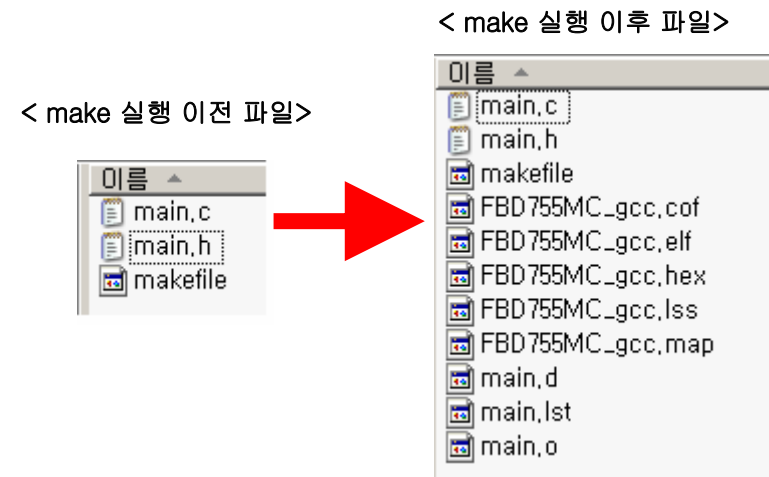 < make 실행 이전 파일>
이름
main.c
main.h
makefile
< make 실행 이후 파일>
이름
main.c
main.h
makefile
FBD755MC_gcc.cof
FBD755MC_gcc.elf
FBD755MC_gcc.hex
FBD755MC_gcc.lss
FBD755MC_gcc.map
main.d
main.lst
main.o